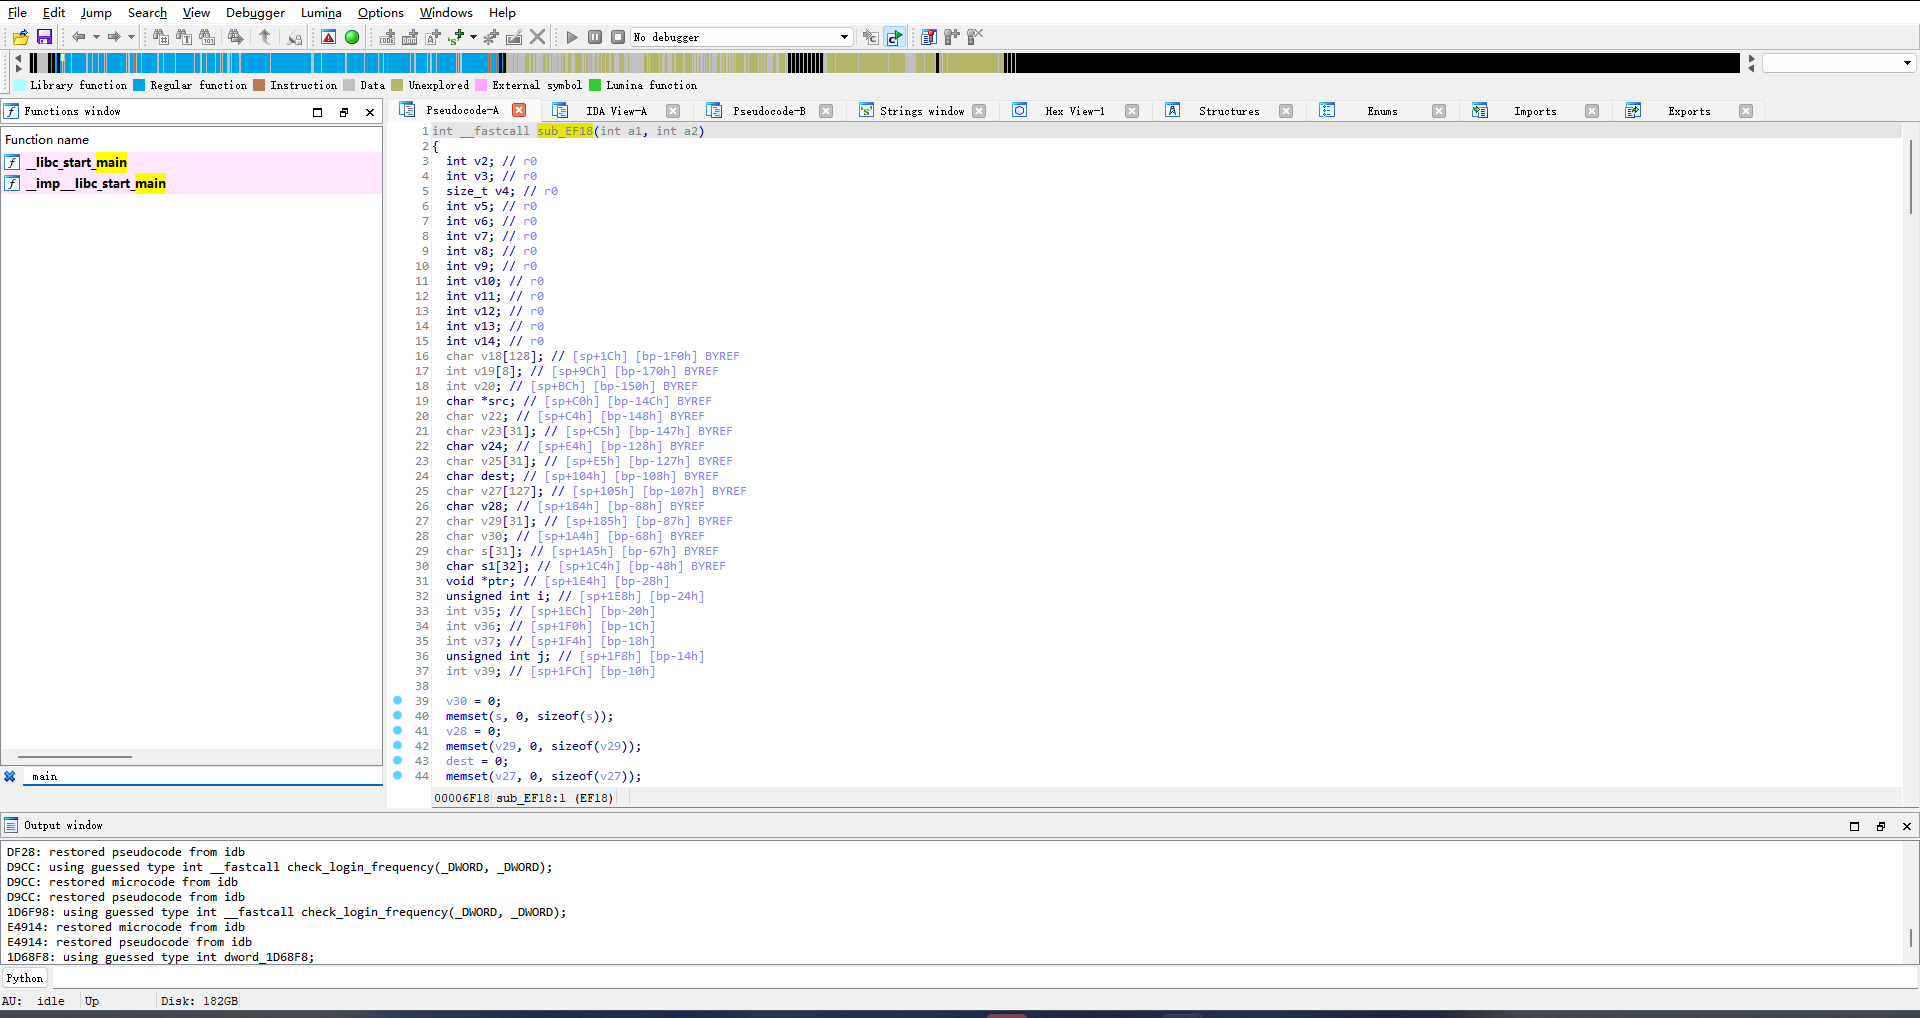 File Edit Jump Search View Debugger Lumina Options Windows Help
No debugger
Library function Regular function Instruction Data Unexplored External symbol Lumina function
Functions window
Function name
__libc_start_main
__imp__libc_start_main
main
Pseudocode-A IDA View-A Pseudocode-B Strings window Hex View-1 Structures Enums Imports Exports
1 int __fastcall sub_EF18(int a1, int a2)
2 {
3 int v2; // r0
4 int v3; // r0
5 size_t v4; // r0
6 int v5; // r0
7 int v6; // r0
8 int v7; // r0
9 int v8; // r0
10 int v9; // r0
11 int v10; // r0
12 int v11; // r0
13 int v12; // r0
14 int v13; // r0
15 int v14; // r0
16 char v18[128]; // [sp+1Ch] [bp-1F0h] BYREF
17 int v19[8]; // [sp+9Ch] [bp-170h] BYREF
18 int v20; // [sp+BCh] [bp-150h] BYREF
19 char *src; // [sp+C0h] [bp-14Ch] BYREF
20 char v22; // [sp+C4h] [bp-148h] BYREF
21 char v23[31]; // [sp+C5h] [bp-147h] BYREF
22 char v24; // [sp+E4h] [bp-128h] BYREF
23 char v25[31]; // [sp+E5h] [bp-127h] BYREF
24 char dest; // [sp+104h] [bp-108h] BYREF
25 char v27[127]; // [sp+105h] [bp-107h] BYREF
26 char v28; // [sp+184h] [bp-88h] BYREF
27 char v29[31]; // [sp+185h] [bp-87h] BYREF
28 char v30; // [sp+1A4h] [bp-68h] BYREF
29 char s[31]; // [sp+1A5h] [bp-67h] BYREF
30 char s1[32]; // [sp+1C4h] [bp-48h] BYREF
31 void *ptr; // [sp+1E4h] [bp-28h]
32 unsigned int i; // [sp+1E8h] [bp-24h]
33 int v35; // [sp+1ECh] [bp-20h]
34 int v36; // [sp+1F0h] [bp-1Ch]
35 int v37; // [sp+1F4h] [bp-18h]
36 unsigned int j; // [sp+1F8h] [bp-14h]
37 int v39; // [sp+1FCh] [bp-10h]
38
39 v30 = 0;
40 memset(s, 0, sizeof(s));
41 v28 = 0;
42 memset(v29, 0, sizeof(v29));
43 dest = 0;
44 memset(v27, 0, sizeof(v27));
00006F18 sub_EF18:1 (EF18)
Output window
DF28: restored pseudocode from idb
D9CC: using guessed type int __fastcall check_login_frequency(_DWORD, _DWORD);
D9CC: restored microcode from idb
D9CC: restored pseudocode from idb
1D6F98: using guessed type int __fastcall check_login_frequency(_DWORD, _DWORD);
E4914: restored microcode from idb
E4914: restored pseudocode from idb
1D68F8: using guessed type int dword_1D68F8;
Python
AU: idle Up Disk: 182GB